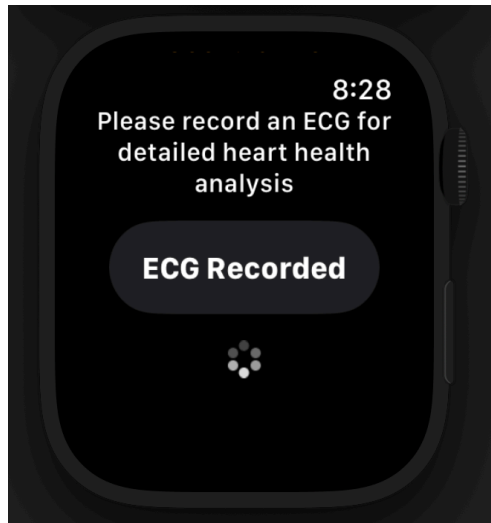 8:28
Please record an ECG for
detailed heart health
analysis
ECG Recorded